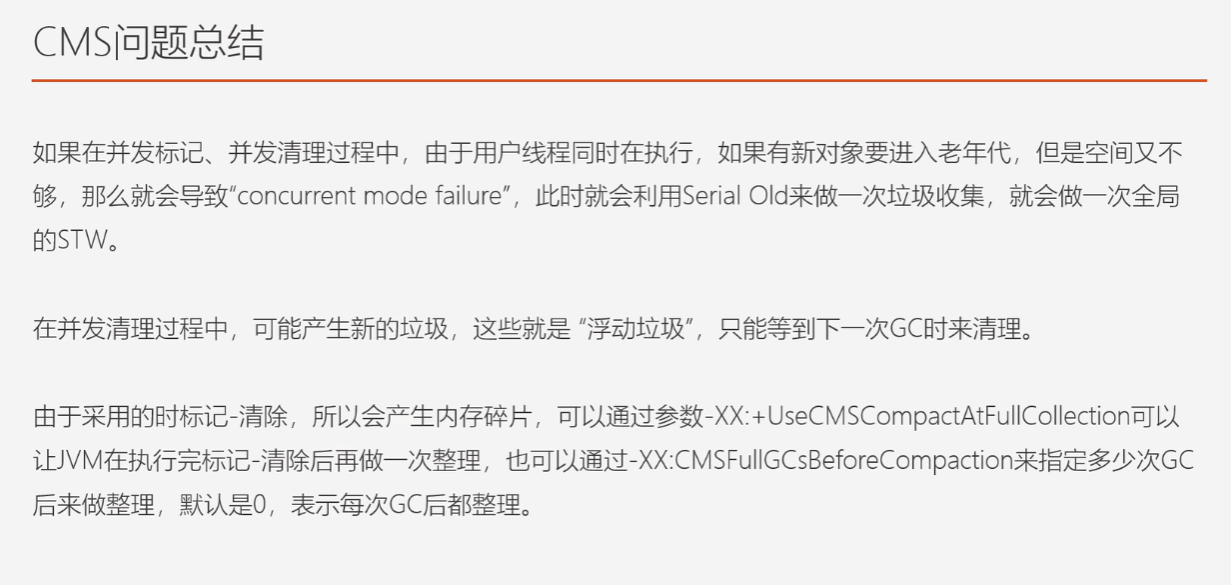 CMS问题总结
如果在并发标记、并发清理过程中，由于用户线程同时在执行，如果有新对象要进入老年代，但是空间又不
够，那么就会导致“concurrent mode failure”，此时就会利用Serial Old来做一次垃圾收集，就会做一次全局
的STW。
在并发清理过程中，可能产生新的垃圾，这些就是 “浮动垃圾”，只能等到下一次GC时来清理。
由于采用的时标记-清除，所以会产生内存碎片，可以通过参数-XX:+UseCMSCompactAtFullCollection可以
让JVM在执行完标记-清除后再做一次整理，也可以通过-XX:CMSFullGCsBeforeCompaction来指定多少次GC
后来做整理，默认是0，表示每次GC后都整理。